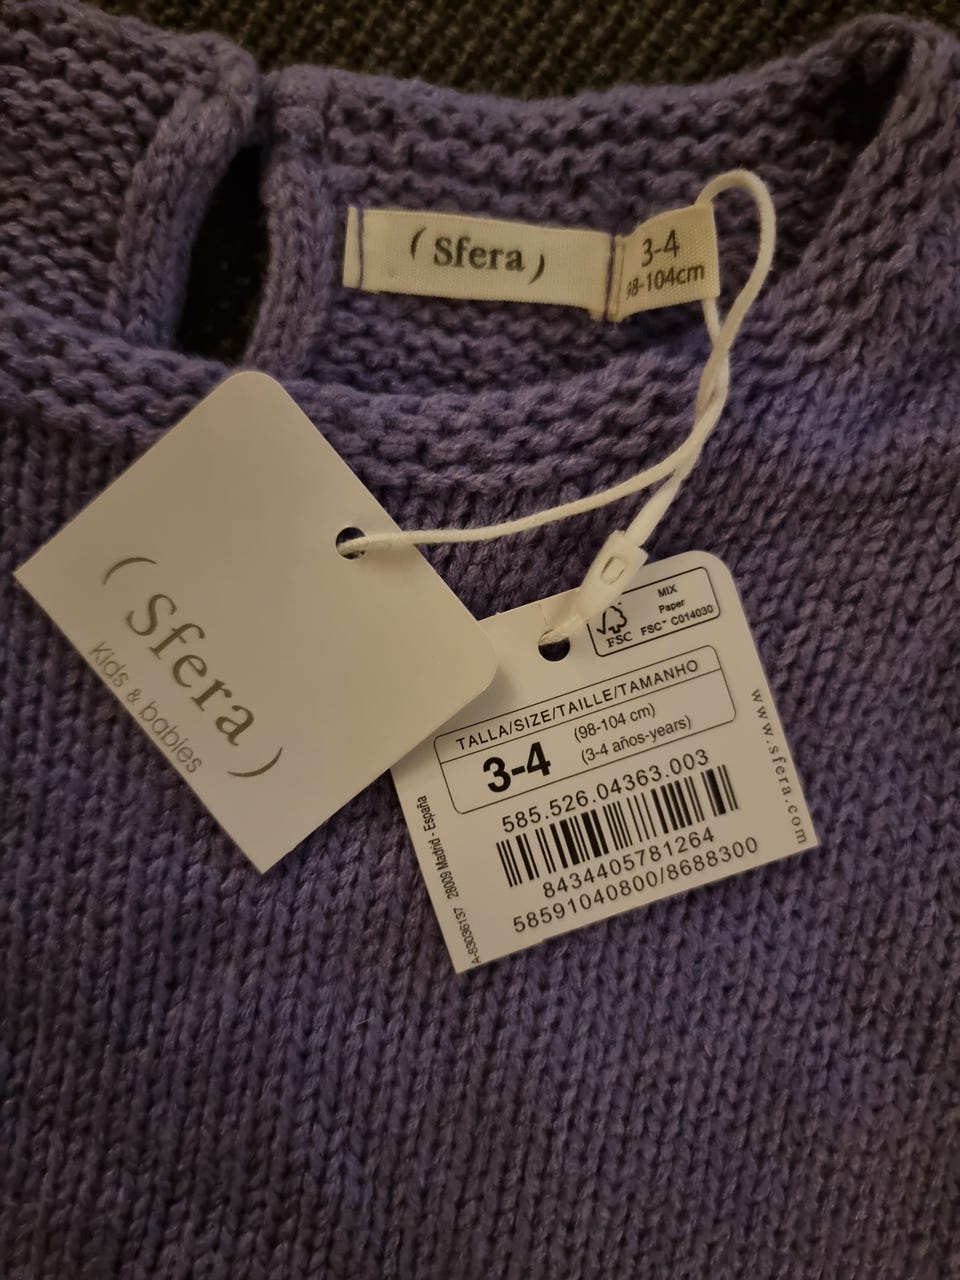 ( Sfera )
3-4
98-104cm
( Sfera )
Kids & babies
MIX
Paper
FSC™ C014030
FSC
TALLA/SIZE/TAILLE/TAMANHO
3-4
(98-104 cm)
(3-4 años-years)
585.526.04363.003
8434405781264
58591040800/8688300
www.sfera.com
A-83036137 28009 Madrid - España